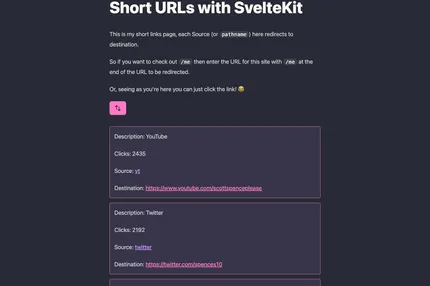 Short URLs with SvelteKit
This is my short links page, each Source (or pathname) here redirects to
destination.
So if you want to check out /me then enter the URL for this site with /me at the
end of the URL to be redirected.
Or, seeing as you're here you can just click the link! 😂
Description: YouTube
Clicks: 2435
Source: yt
Destination: https://www.youtube.com/scottspenceplease
Description: Twitter
Clicks: 2192
Source: twitter
Destination: https://twitter.com/spences10